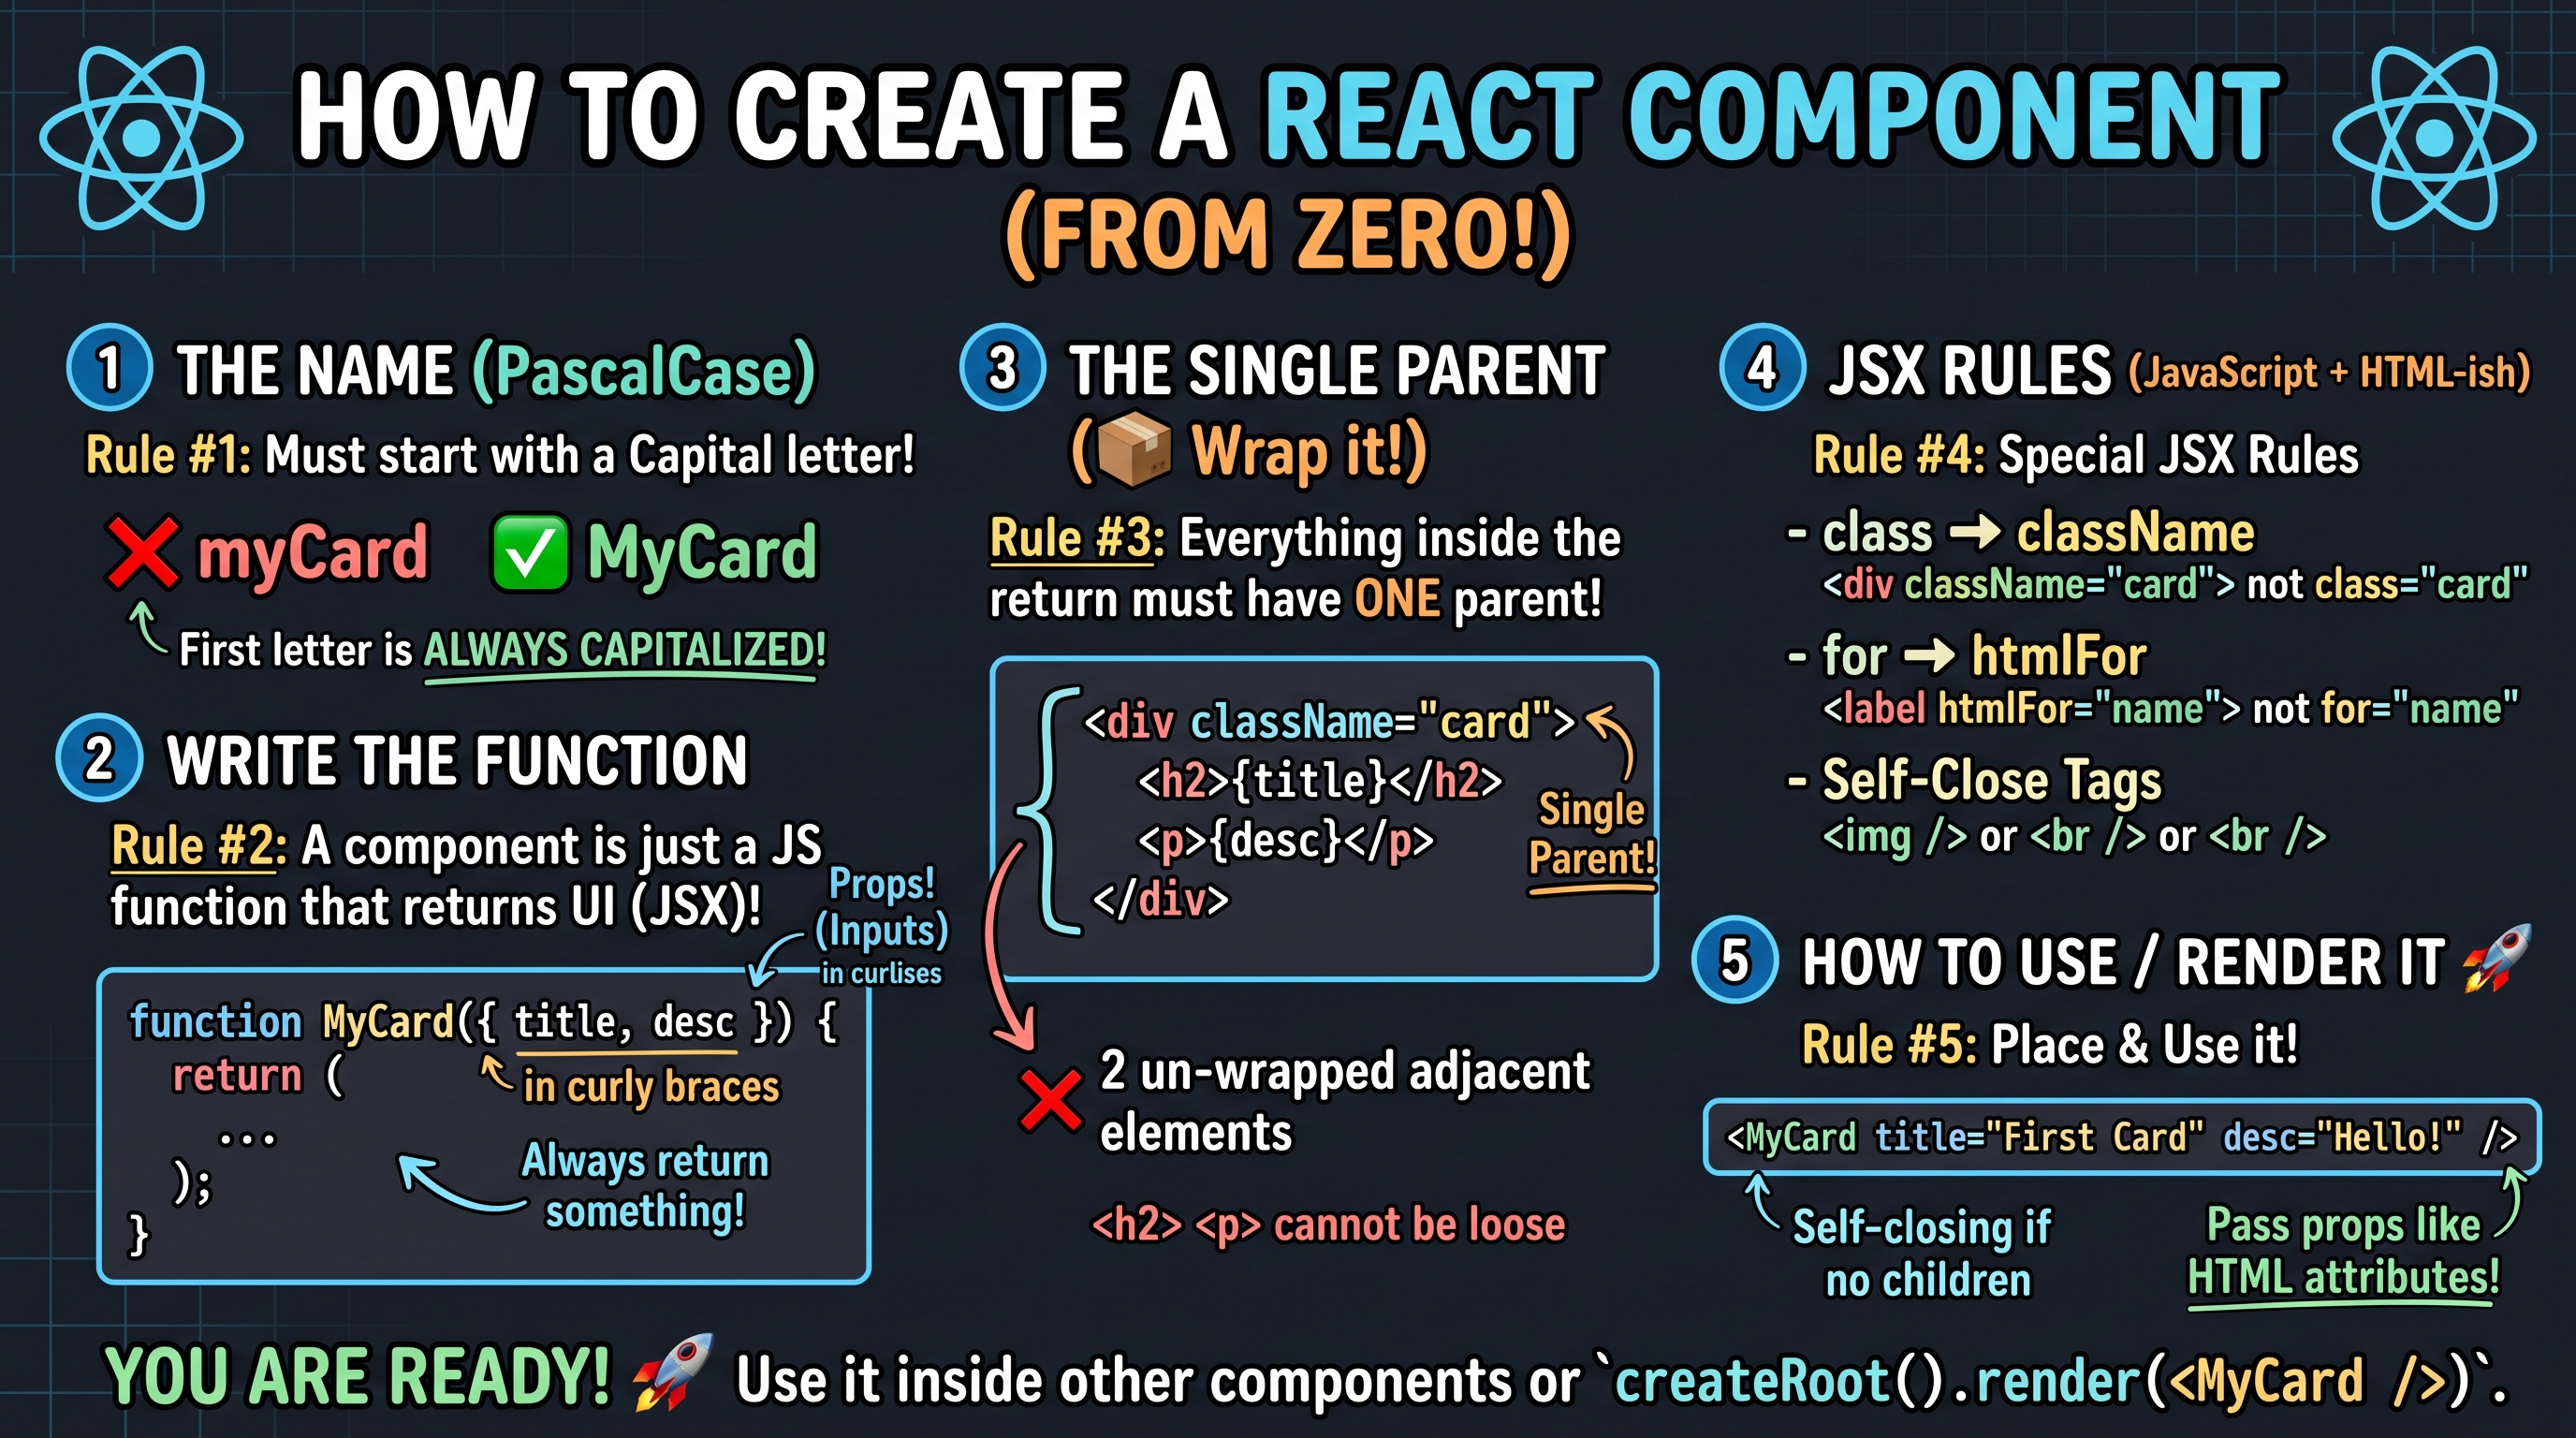 HOW TO CREATE A REACT COMPONENT
(FROM ZERO!)
1 THE NAME (PascalCase)
Rule #1: Must start with a Capital letter!
❌ myCard ✅ MyCard
First letter is ALWAYS CAPITALIZED!
2 WRITE THE FUNCTION
Rule #2: A component is just a JS
function that returns UI (JSX)!
Props!
(Inputs)
in curlises
function MyCard({ title, desc }) {
return (
in curly braces
...
Always return
something!
);
}
3 THE SINGLE PARENT
(📦 Wrap it!)
Rule #3: Everything inside the
return must have ONE parent!
{
<div className="card">
<h2>{title}</h2>
<p>{desc}</p>
</div>
Single
Parent!
❌ 2 un-wrapped adjacent
elements
<h2> <p> cannot be loose
4 JSX RULES (JavaScript + HTML-ish)
Rule #4: Special JSX Rules
- class → className
<div className="card"> not class="card"
- for → htmlFor
<label htmlFor="name"> not for="name"
- Self-Close Tags
<img /> or <br /> or <br />
5 HOW TO USE / RENDER IT 🚀
Rule #5: Place & Use it!
<MyCard title="First Card" desc="Hello!" />
Self-closing if
no children
Pass props like
HTML attributes!
YOU ARE READY! 🚀 Use it inside other components or `createRoot().render(<MyCard />)`.